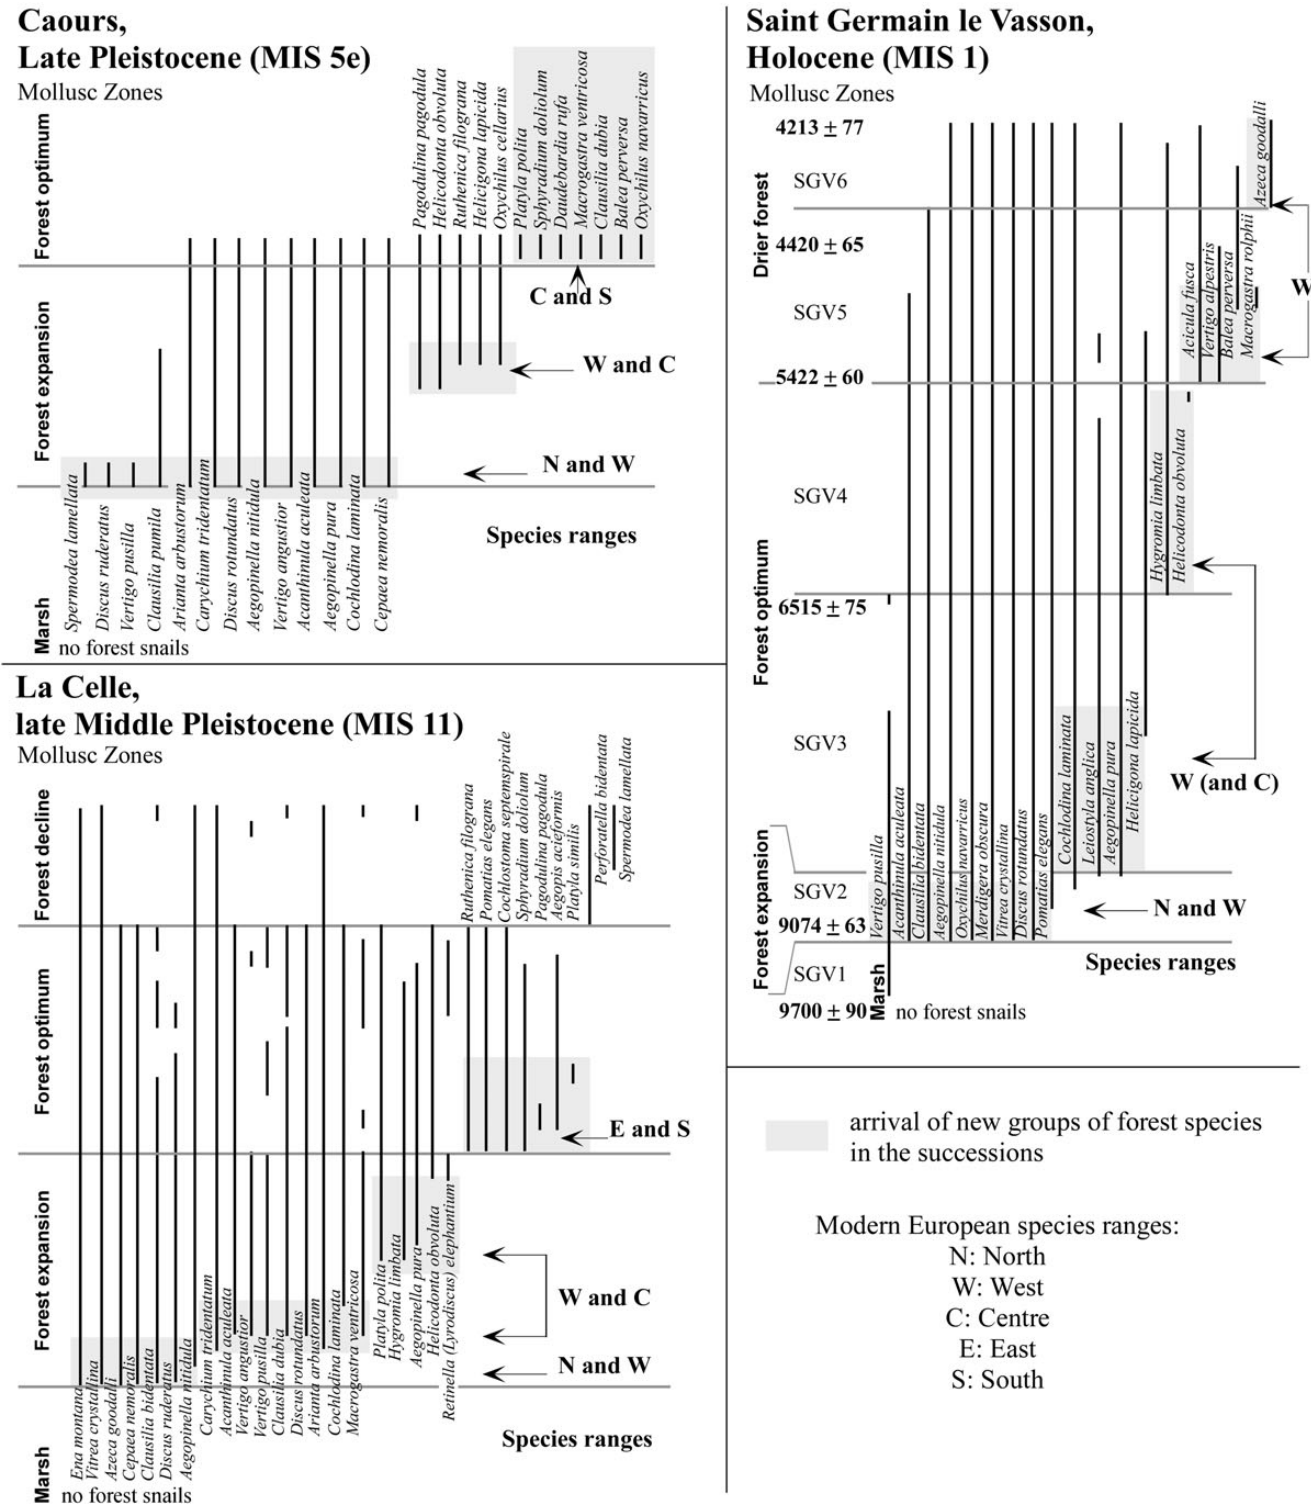 Caours,
Late Pleistocene (MIS 5e)
Mollusc Zones
Forest optimum
Forest expansion
Marsh
Pagodulina pagodula
Helicodonta obvoluta
Ruthenica filograna
Helicigona lapicida
Oxychilus cellarius
Platyla polita
Sphyradium doliolum
Daudebardia rufa
Macrogastra ventricosa
Clausilia dubia
Balea perversa
Oxychilus navarricus
C and S
W and C
N and W
Spermodea lamellata
Discus ruderatus
Vertigo pusilla
Clausilia pumila
Arianta arbustorum
Carychium tridentatum
Discus rotundatus
Aegopinella nitidula
Vertigo angustior
Acanthinula aculeata
Aegopinella pura
Cochlodina laminata
Cepaea nemoralis
Species ranges
no forest snails
La Celle,
late Middle Pleistocene (MIS 11)
Mollusc Zones
Forest decline
Forest optimum
Forest expansion
Marsh
Ruthenica filograna
Pomatias elegans
Cochlostoma septemspirale
Sphyradium doliolum
Pagodulina pagodula
Aegopis acieformis
Platyla similis
Perforatella bidentata
Spermodea lamellata
E and S
W and C
N and W
Ena montana
Vitrea crystallina
Azeca goodalli
Cepaea nemoralis
Clausilia bidentata
Discus ruderatus
Aegopinella nitidula
Carychium tridentatum
Acanthinula aculeata
Vertigo angustior
Vertigo pusilla
Clausilia dubia
Discus rotundatus
Arianta arbustorum
Cochlodina laminata
Macrogastra ventricosa
Platyla polita
Hygromia limbata
Aegopinella pura
Helicodonta obvoluta
Retinella (Lyrodiscus) elephantium
Species ranges
no forest snails
Saint Germain le Vasson,
Holocene (MIS 1)
Mollusc Zones
4213 ± 77
SGV6
4420 ± 65
SGV5
5422 ± 60
SGV4
6515 ± 75
SGV3
SGV2
9074 ± 63
SGV1
9700 ± 90
Drier forest
Forest optimum
Forest expansion
Marsh
no forest snails
Vertigo pusilla
Acanthinula aculeata
Clausilia bidentata
Aegopinella nitidula
Oxychilus navarricus
Merdigera obscura
Vitrea crystallina
Discus rotundatus
Pomatias elegans
Cochlodina laminata
Leiostyla anglica
Aegopinella pura
Helicigona lapicida
Hygromia limbata
Helicodonta obvoluta
Acicula fusca
Vertigo alpestris
Balea perversa
Macrogastra rolphii
Azeca goodalli
W
W (and C)
N and W
Species ranges
arrival of new groups of forest species
in the successions
Modern European species ranges:
N: North
W: West
C: Centre
E: East
S: South